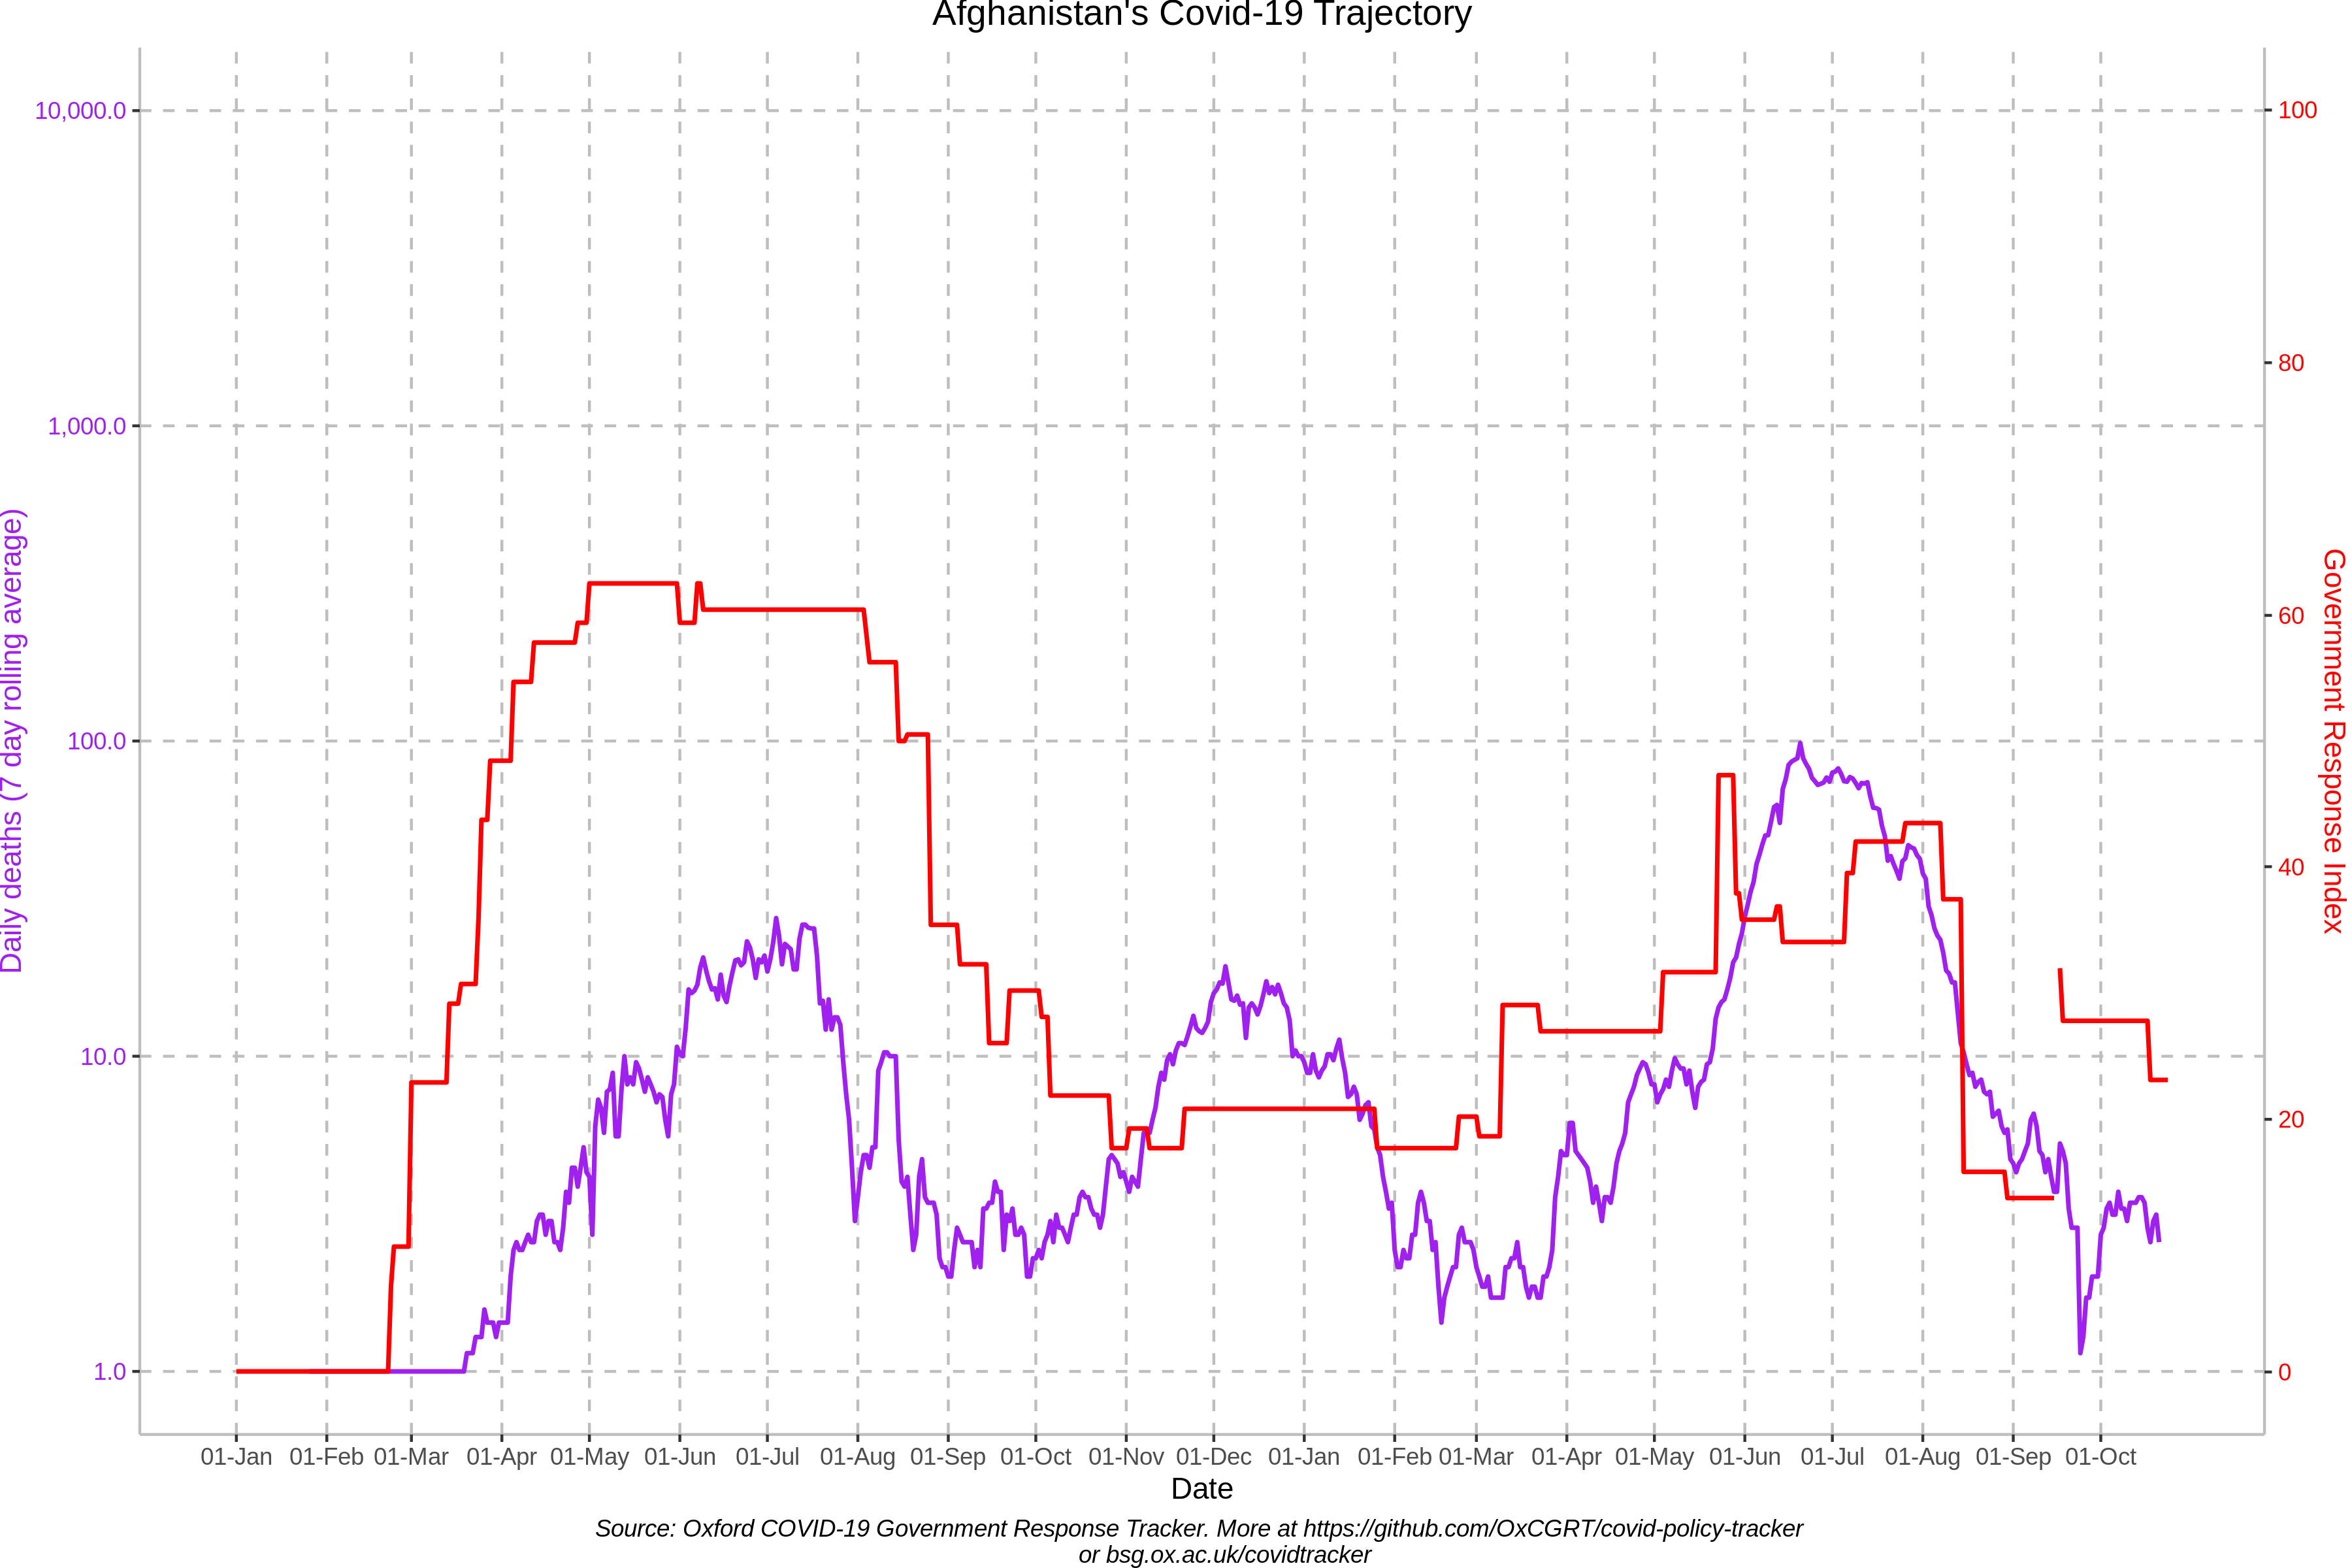 Afghanistan's Covid-19 Trajectory
10,000.0
1,000.0
100.0
10.0
1.0
Daily deaths (7 day rolling average)
100
80
60
40
20
0
Government Response Index
01-Jan 01-Feb 01-Mar 01-Apr 01-May 01-Jun 01-Jul 01-Aug 01-Sep 01-Oct 01-Nov 01-Dec 01-Jan 01-Feb 01-Mar 01-Apr 01-May 01-Jun 01-Jul 01-Aug 01-Sep 01-Oct
Date
Source: Oxford COVID-19 Government Response Tracker. More at https://github.com/OxCGRT/covid-policy-tracker
or bsg.ox.ac.uk/covidtracker